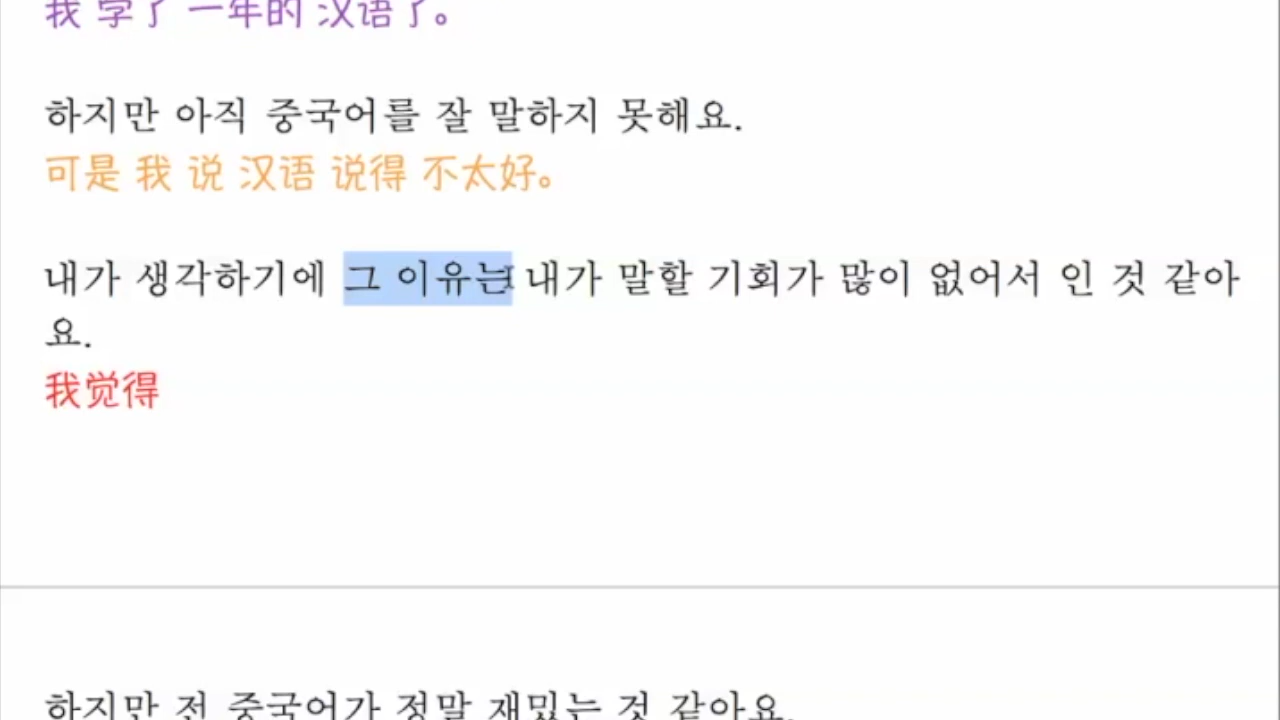 我 学了 一年的 汉语了。
하지만 아직 중국어를 잘 말하지 못해요.
可是 我 说 汉语 说得 不太好。
내가 생각하기에 그 이유는 내가 말할 기회가 많이 없어서 인 것 같아
요.
我觉得
하지만 전 중국어가 정말 재밌는 것 같아요.